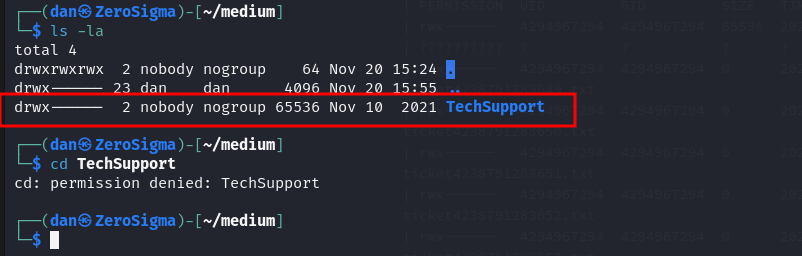 ┌──(dan㉿ZeroSigma)-[~/medium]
└─$ ls -la
total 4
drwxrwxrwx  2 nobody nogroup    64 Nov 20 15:24 .
drwx------ 23 dan    dan      4096 Nov 20 15:55 ..
drwx------  2 nobody nogroup 65536 Nov 10  2021 TechSupport
┌──(dan㉿ZeroSigma)-[~/medium]
└─$ cd TechSupport
cd: permission denied: TechSupport
┌──(dan㉿ZeroSigma)-[~/medium]
└─$